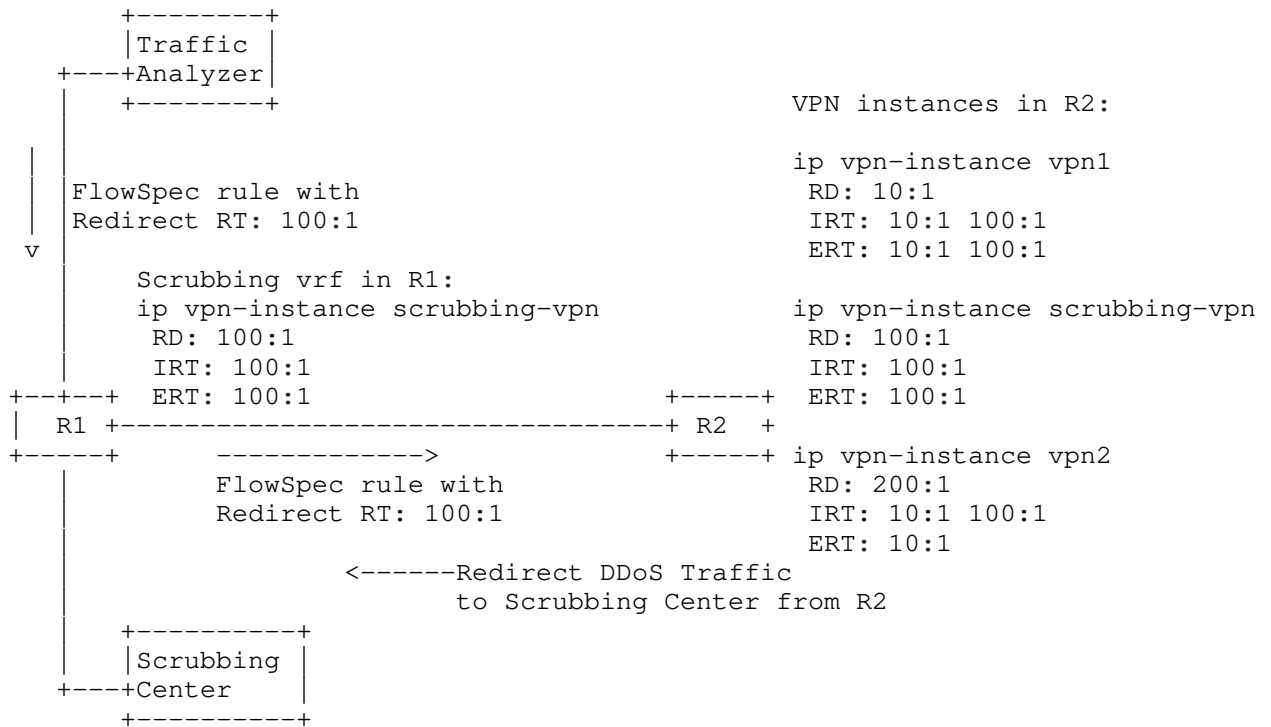 Traffic
Analyzer
VPN instances in R2:
ip vpn-instance vpn1
FlowSpec rule with
RD: 10:1
Redirect RT: 100:1
IRT: 10:1 100:1
v
ERT: 10:1 100:1
Scrubbing vrf in R1:
ip vpn-instance scrubbing-vpn
ip vpn-instance scrubbing-vpn
RD: 100:1
RD: 100:1
IRT: 100:1
IRT: 100:1
ERT: 100:1
ERT: 100:1
R1
R2
ip vpn-instance vpn2
FlowSpec rule with
RD: 200:1
Redirect RT: 100:1
IRT: 10:1 100:1
ERT: 10:1
<------Redirect DDoS Traffic
to Scrubbing Center from R2
Scrubbing
Center